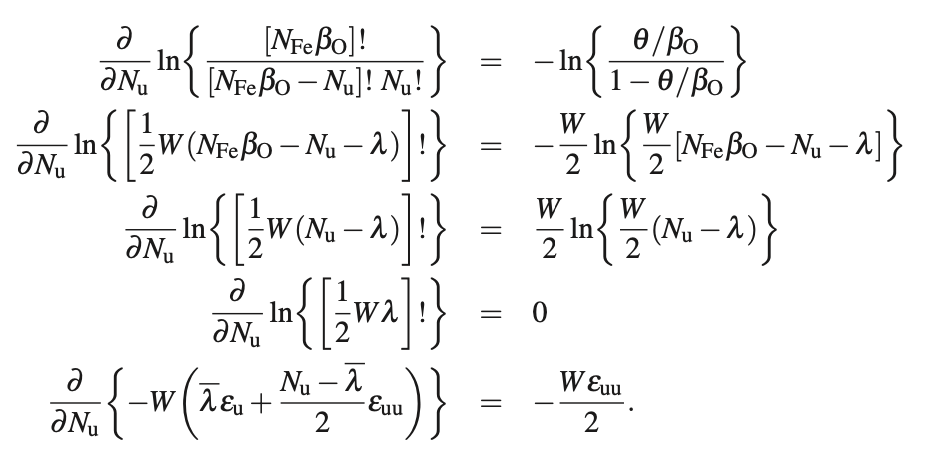 ∂/∂N_u ln{ [N_Fe β_O]! / [N_Fe β_O − N_u]! N_u! } = −ln{ θ/β_O / 1 − θ/β_O }
∂/∂N_u ln{ [ 1/2 W(N_Fe β_O − N_u − λ) ]! } = − W/2 ln{ W/2 [N_Fe β_O − N_u − λ] }
∂/∂N_u ln{ [ 1/2 W(N_u − λ) ]! } = W/2 ln{ W/2 (N_u − λ) }
∂/∂N_u ln{ [ 1/2 Wλ ]! } = 0
∂/∂N_u { −W( λ̅ε_u + N_u − λ̅ / 2 ε_uu ) } = − Wε_uu / 2 .